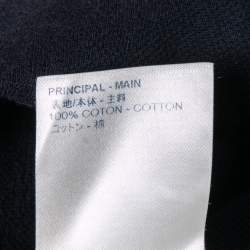 PRINCIPAL - MAIN
表地/本体 - 主料
100% COTON - COTTON
コットン - 棉